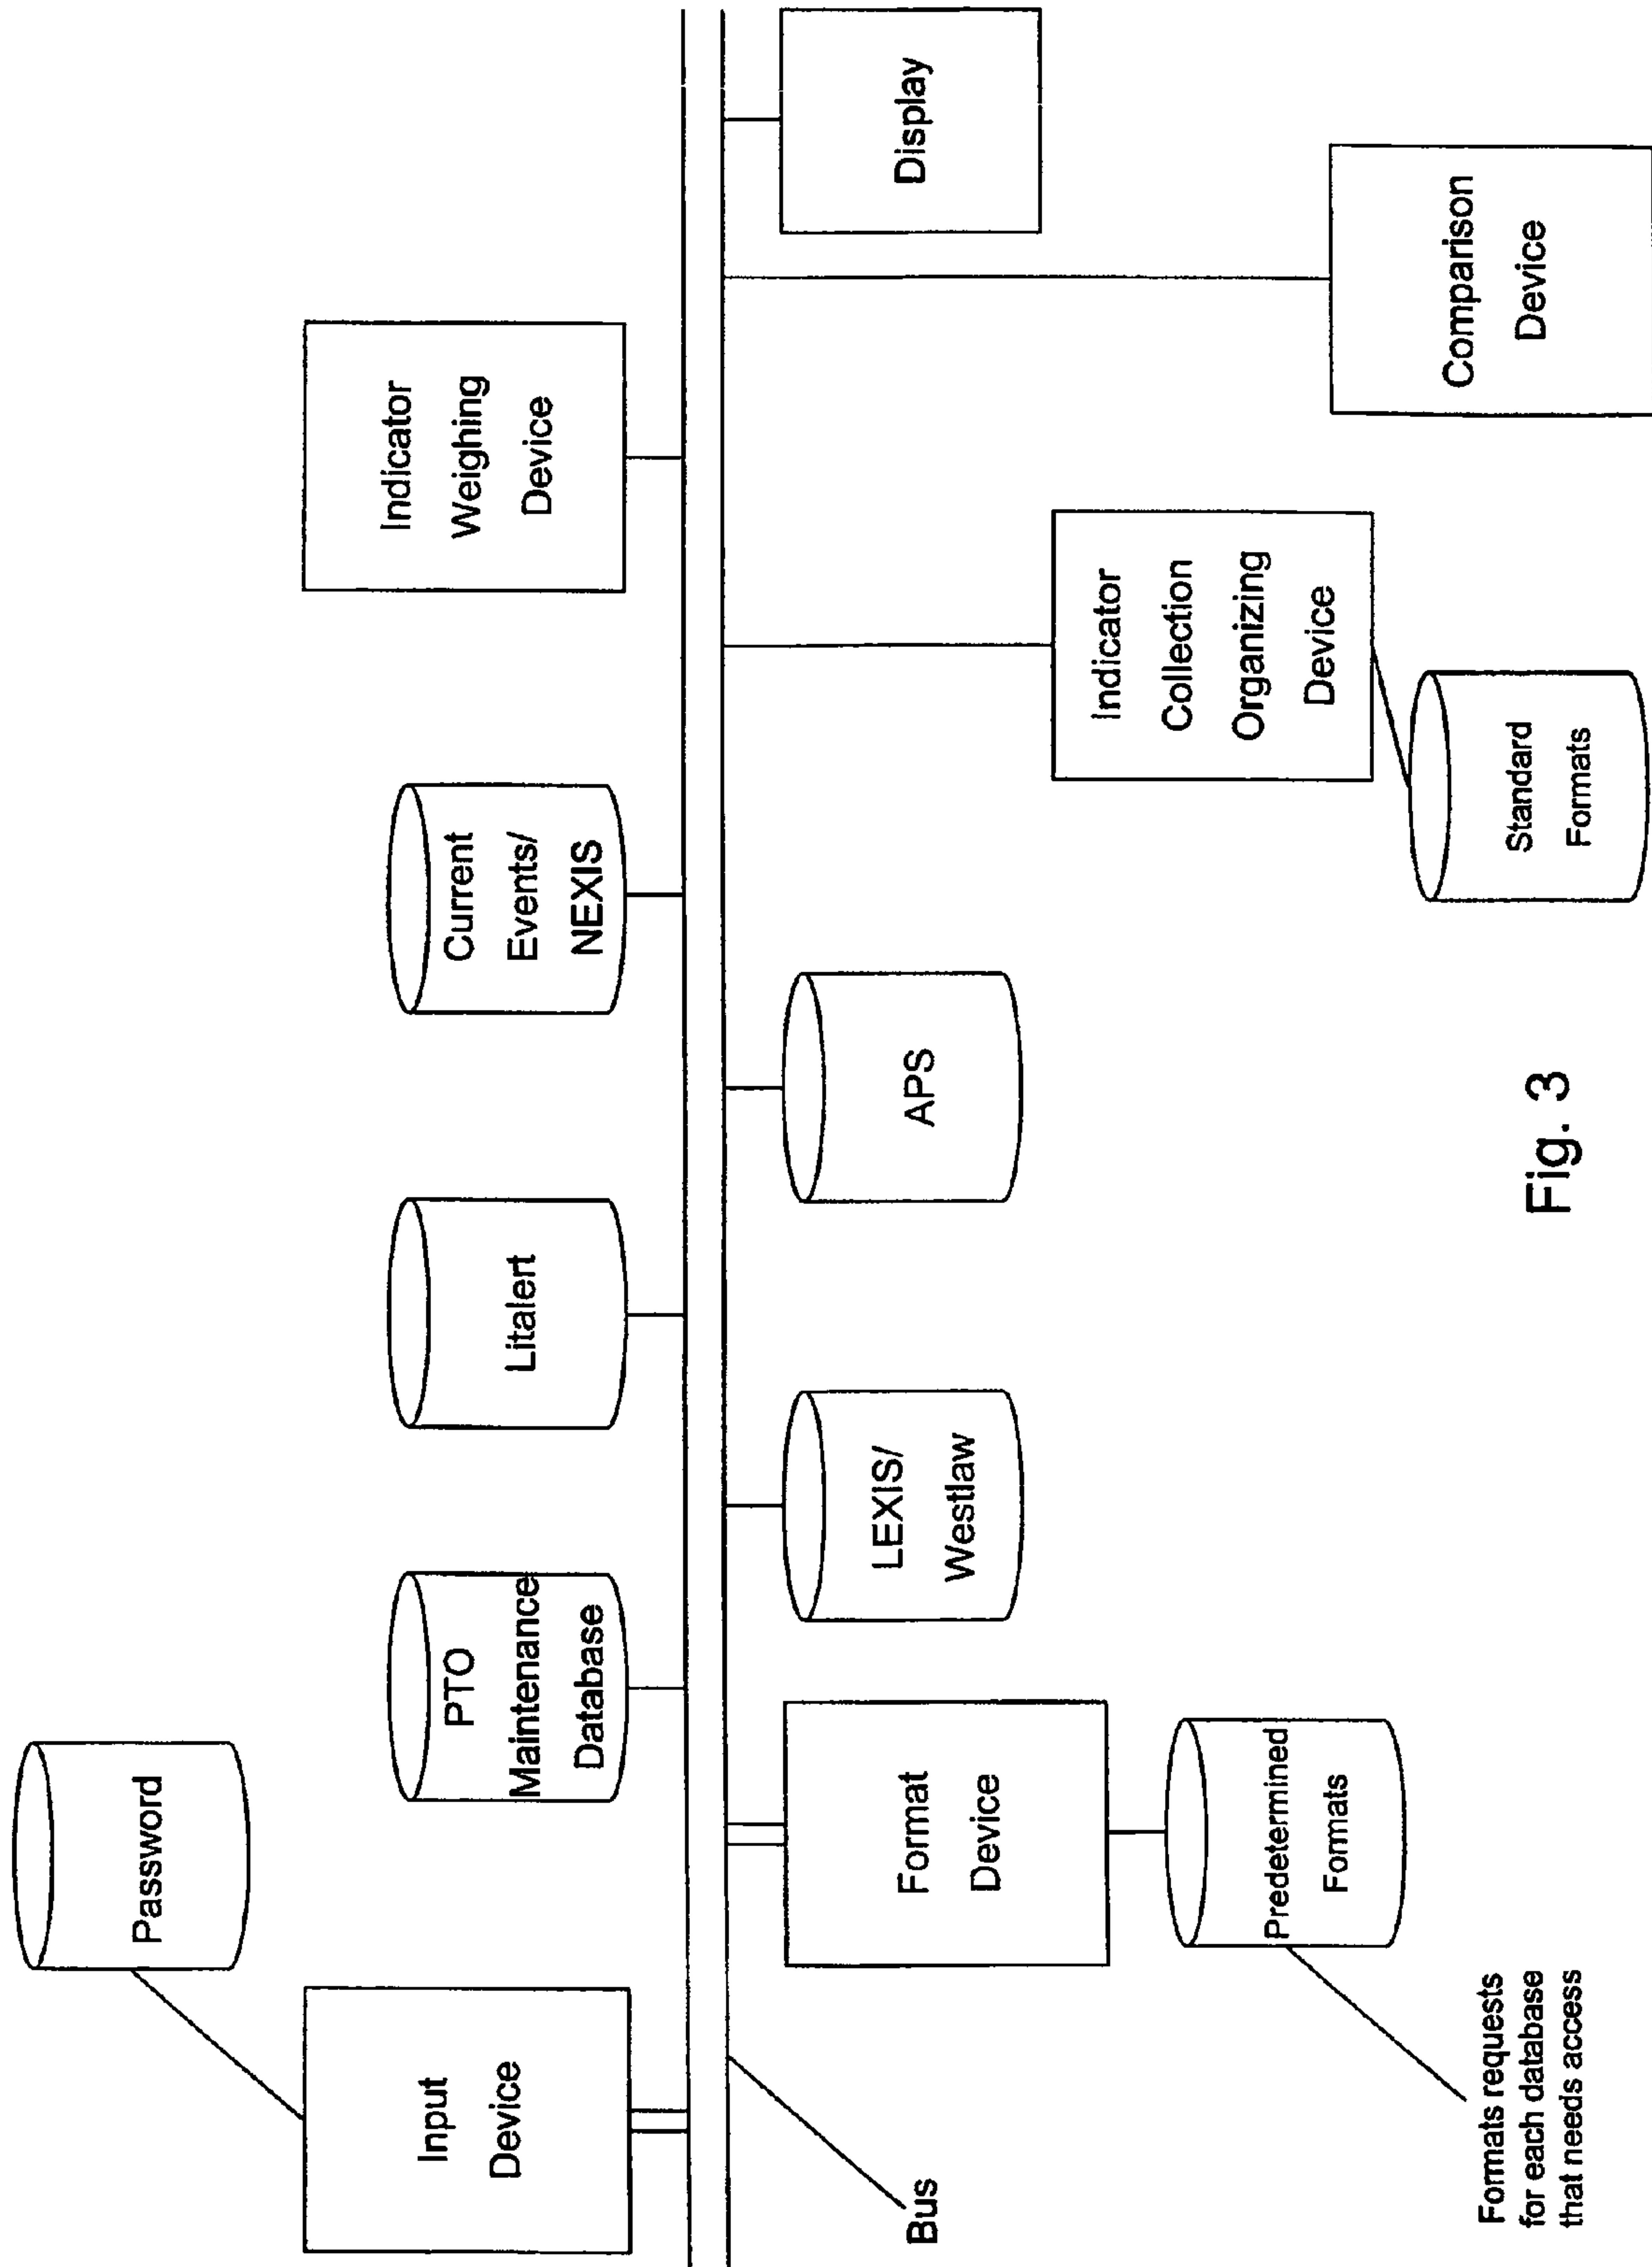 Password
Input
Device
PTO
Maintenance
Database
Litalert
Current
Events/
NEXIS
Indicator
Weighing
Device
Bus
Format
Device
LEXIS/
Westlaw
APS
Display
Predetermined
Formats
Indicator
Collection
Organizing
Device
Comparison
Device
Standard
Formats
Formats requests
for each database
that needs access
Fig. 3